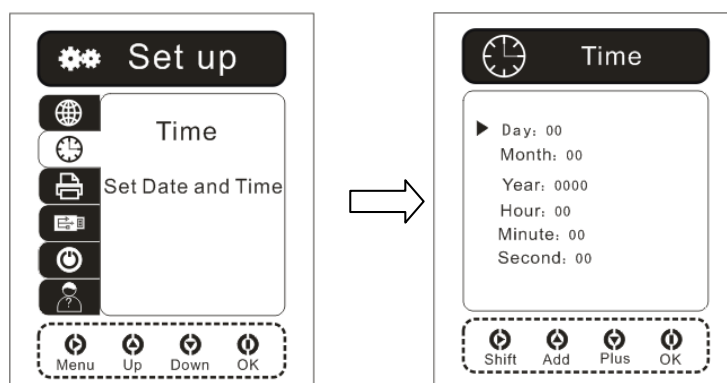 Set up
Time
Set Date and Time
Menu Up Down OK
Time
Day: 00
Month: 00
Year: 0000
Hour: 00
Minute: 00
Second: 00
Shift Add Plus OK